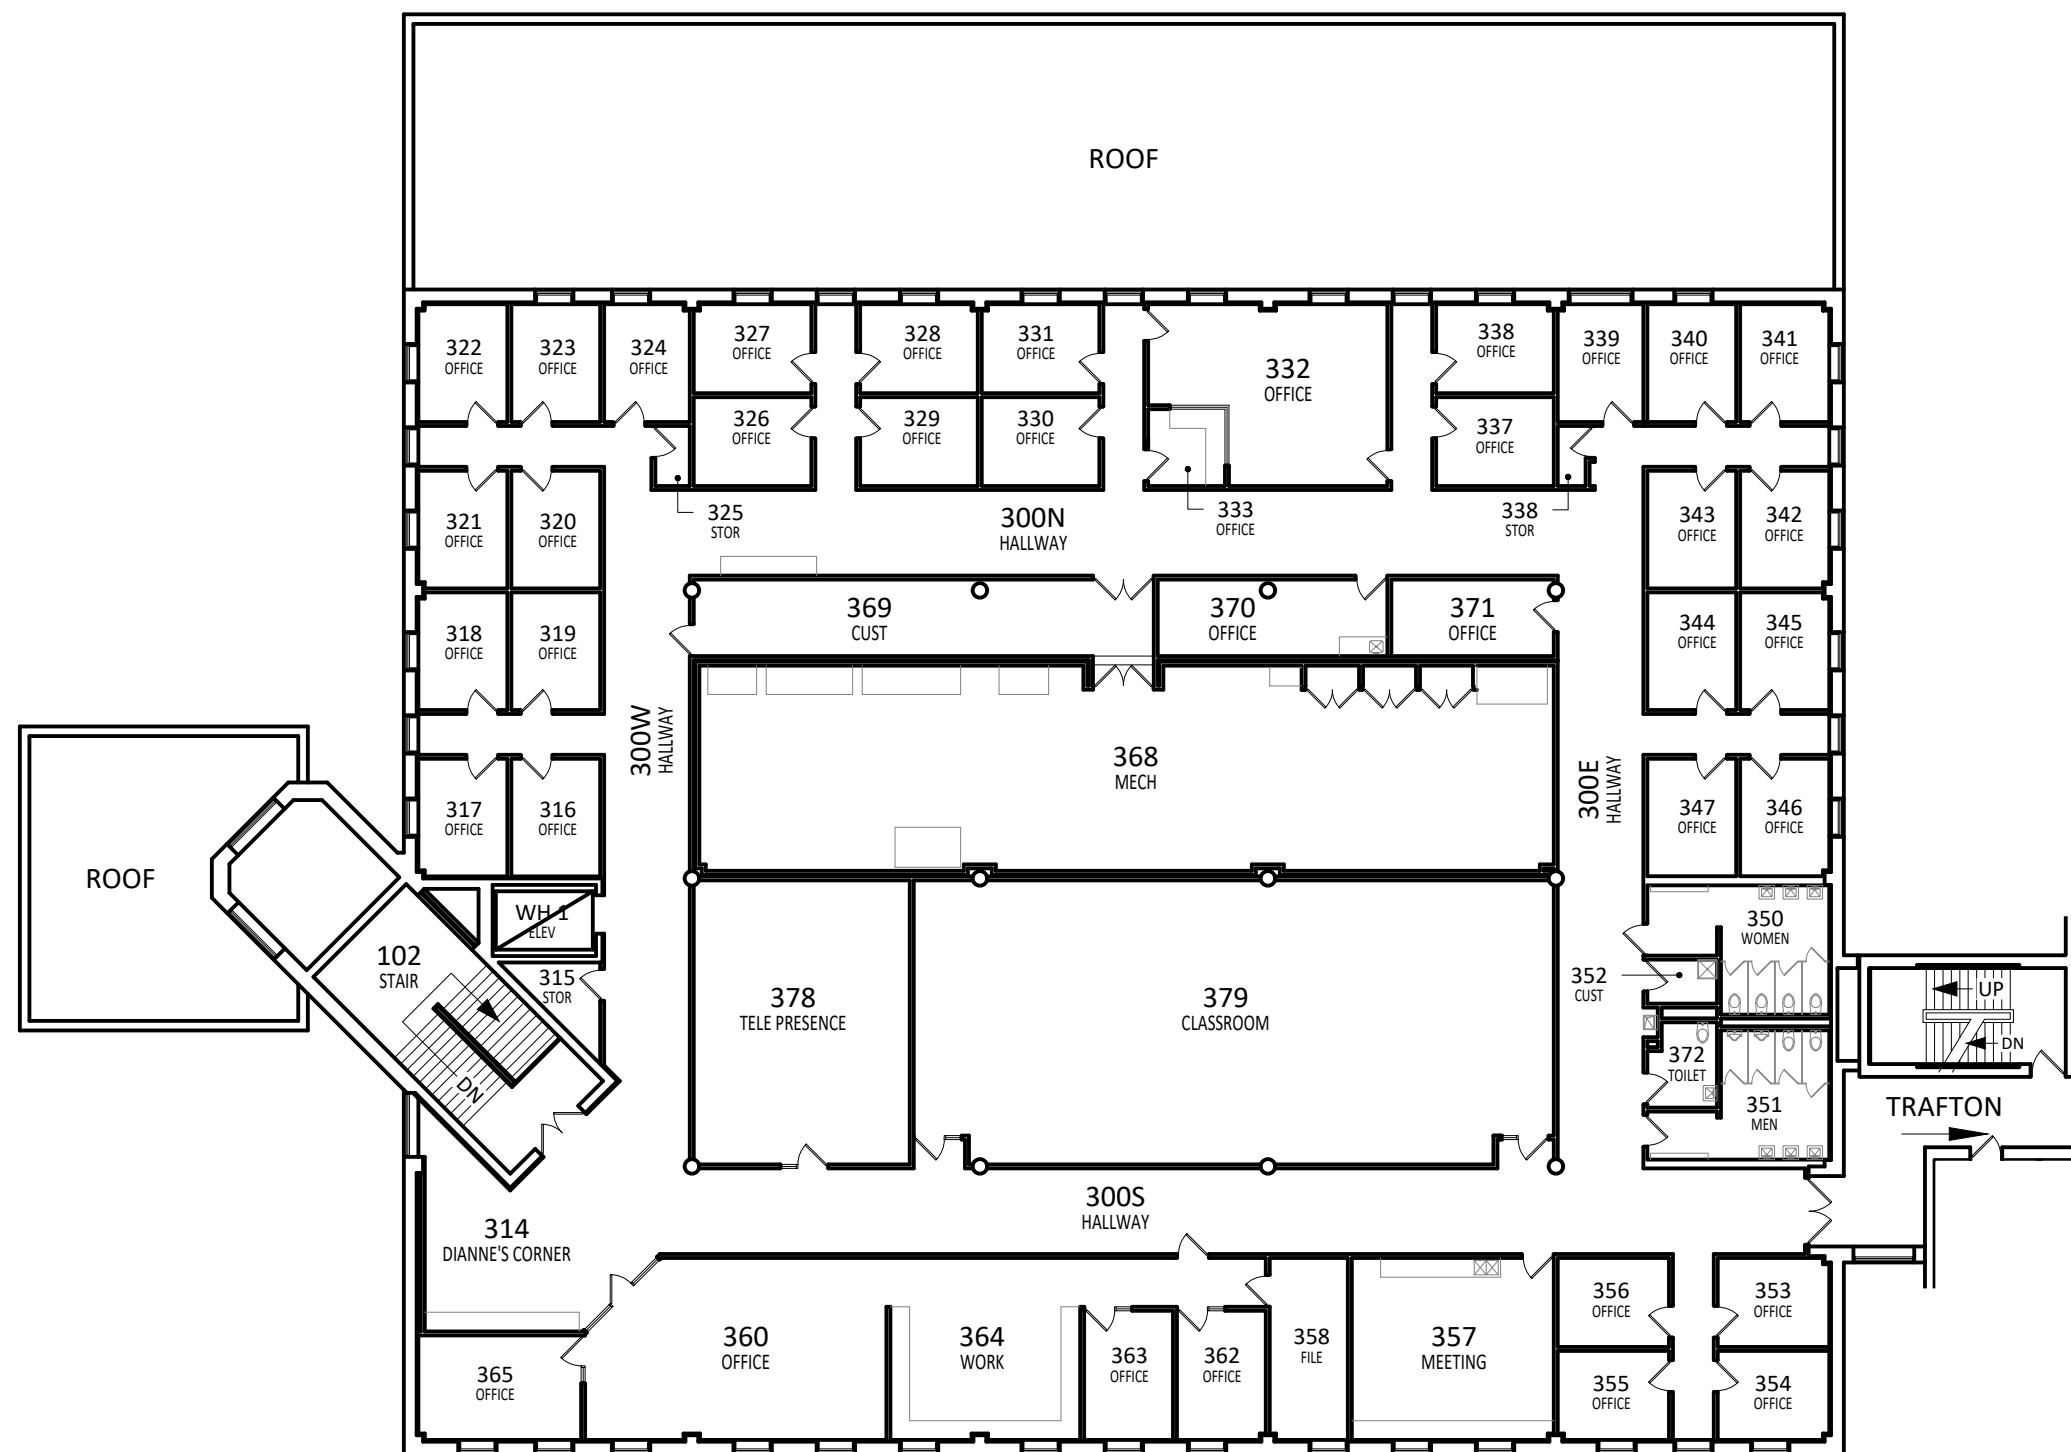 ROOF
322
OFFICE
323
OFFICE
324
OFFICE
327
OFFICE
328
OFFICE
331
OFFICE
332
OFFICE
338
OFFICE
339
OFFICE
340
OFFICE
341
OFFICE
326
OFFICE
329
OFFICE
330
OFFICE
337
OFFICE
321
OFFICE
320
OFFICE
325
STOR
300N
HALLWAY
333
OFFICE
338
STOR
343
OFFICE
342
OFFICE
318
OFFICE
319
OFFICE
369
CUST
370
OFFICE
371
OFFICE
344
OFFICE
345
OFFICE
300W
HALLWAY
368
MECH
300E
HALLWAY
317
OFFICE
316
OFFICE
347
OFFICE
346
OFFICE
ROOF
WH-1
ELEV
350
WOMEN
102
STAIR
315
STOR
378
TELE PRESENCE
379
CLASSROOM
352
CUST
UP
DN
DN
372
TOILET
351
MEN
TRAFTON
300S
HALLWAY
314
DIANNE'S CORNER
356
OFFICE
353
OFFICE
360
OFFICE
364
WORK
363
OFFICE
362
OFFICE
358
FILE
357
MEETING
365
OFFICE
355
OFFICE
354
OFFICE